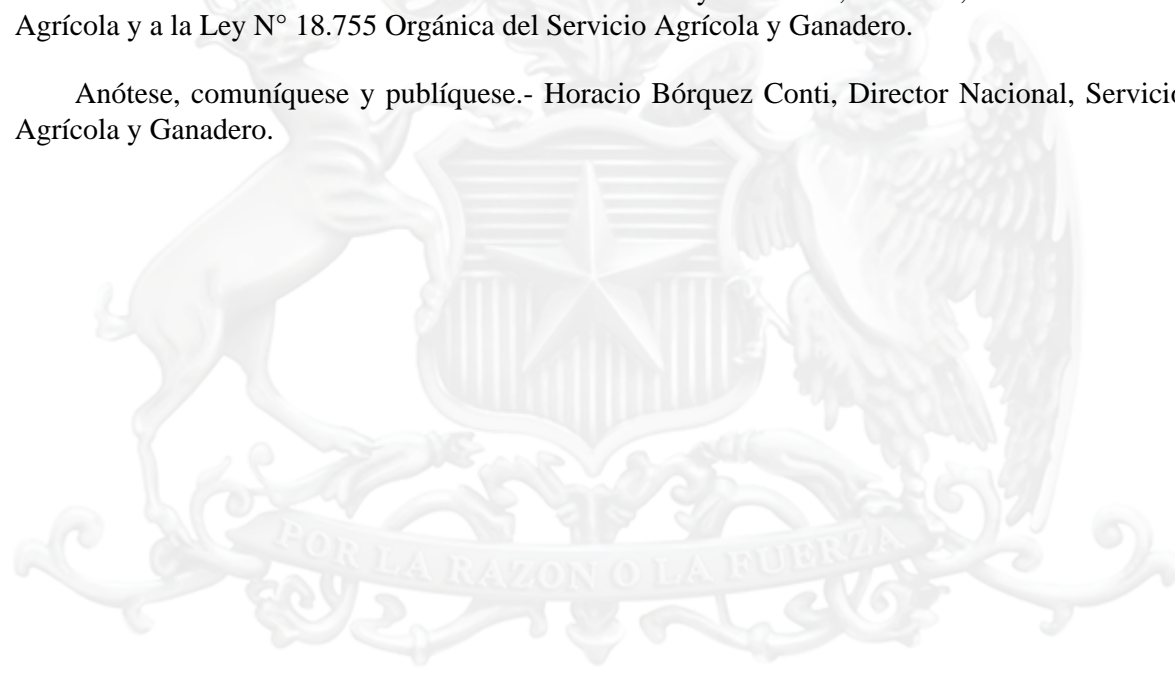 Agrícola y a la Ley N° 18.755 Orgánica del Servicio Agrícola y Ganadero.
Anótese, comuníquese y publíquese.- Horacio Bórquez Conti, Director Nacional, Servicio
Agrícola y Ganadero.
POR LA RAZON O LA FUERZA